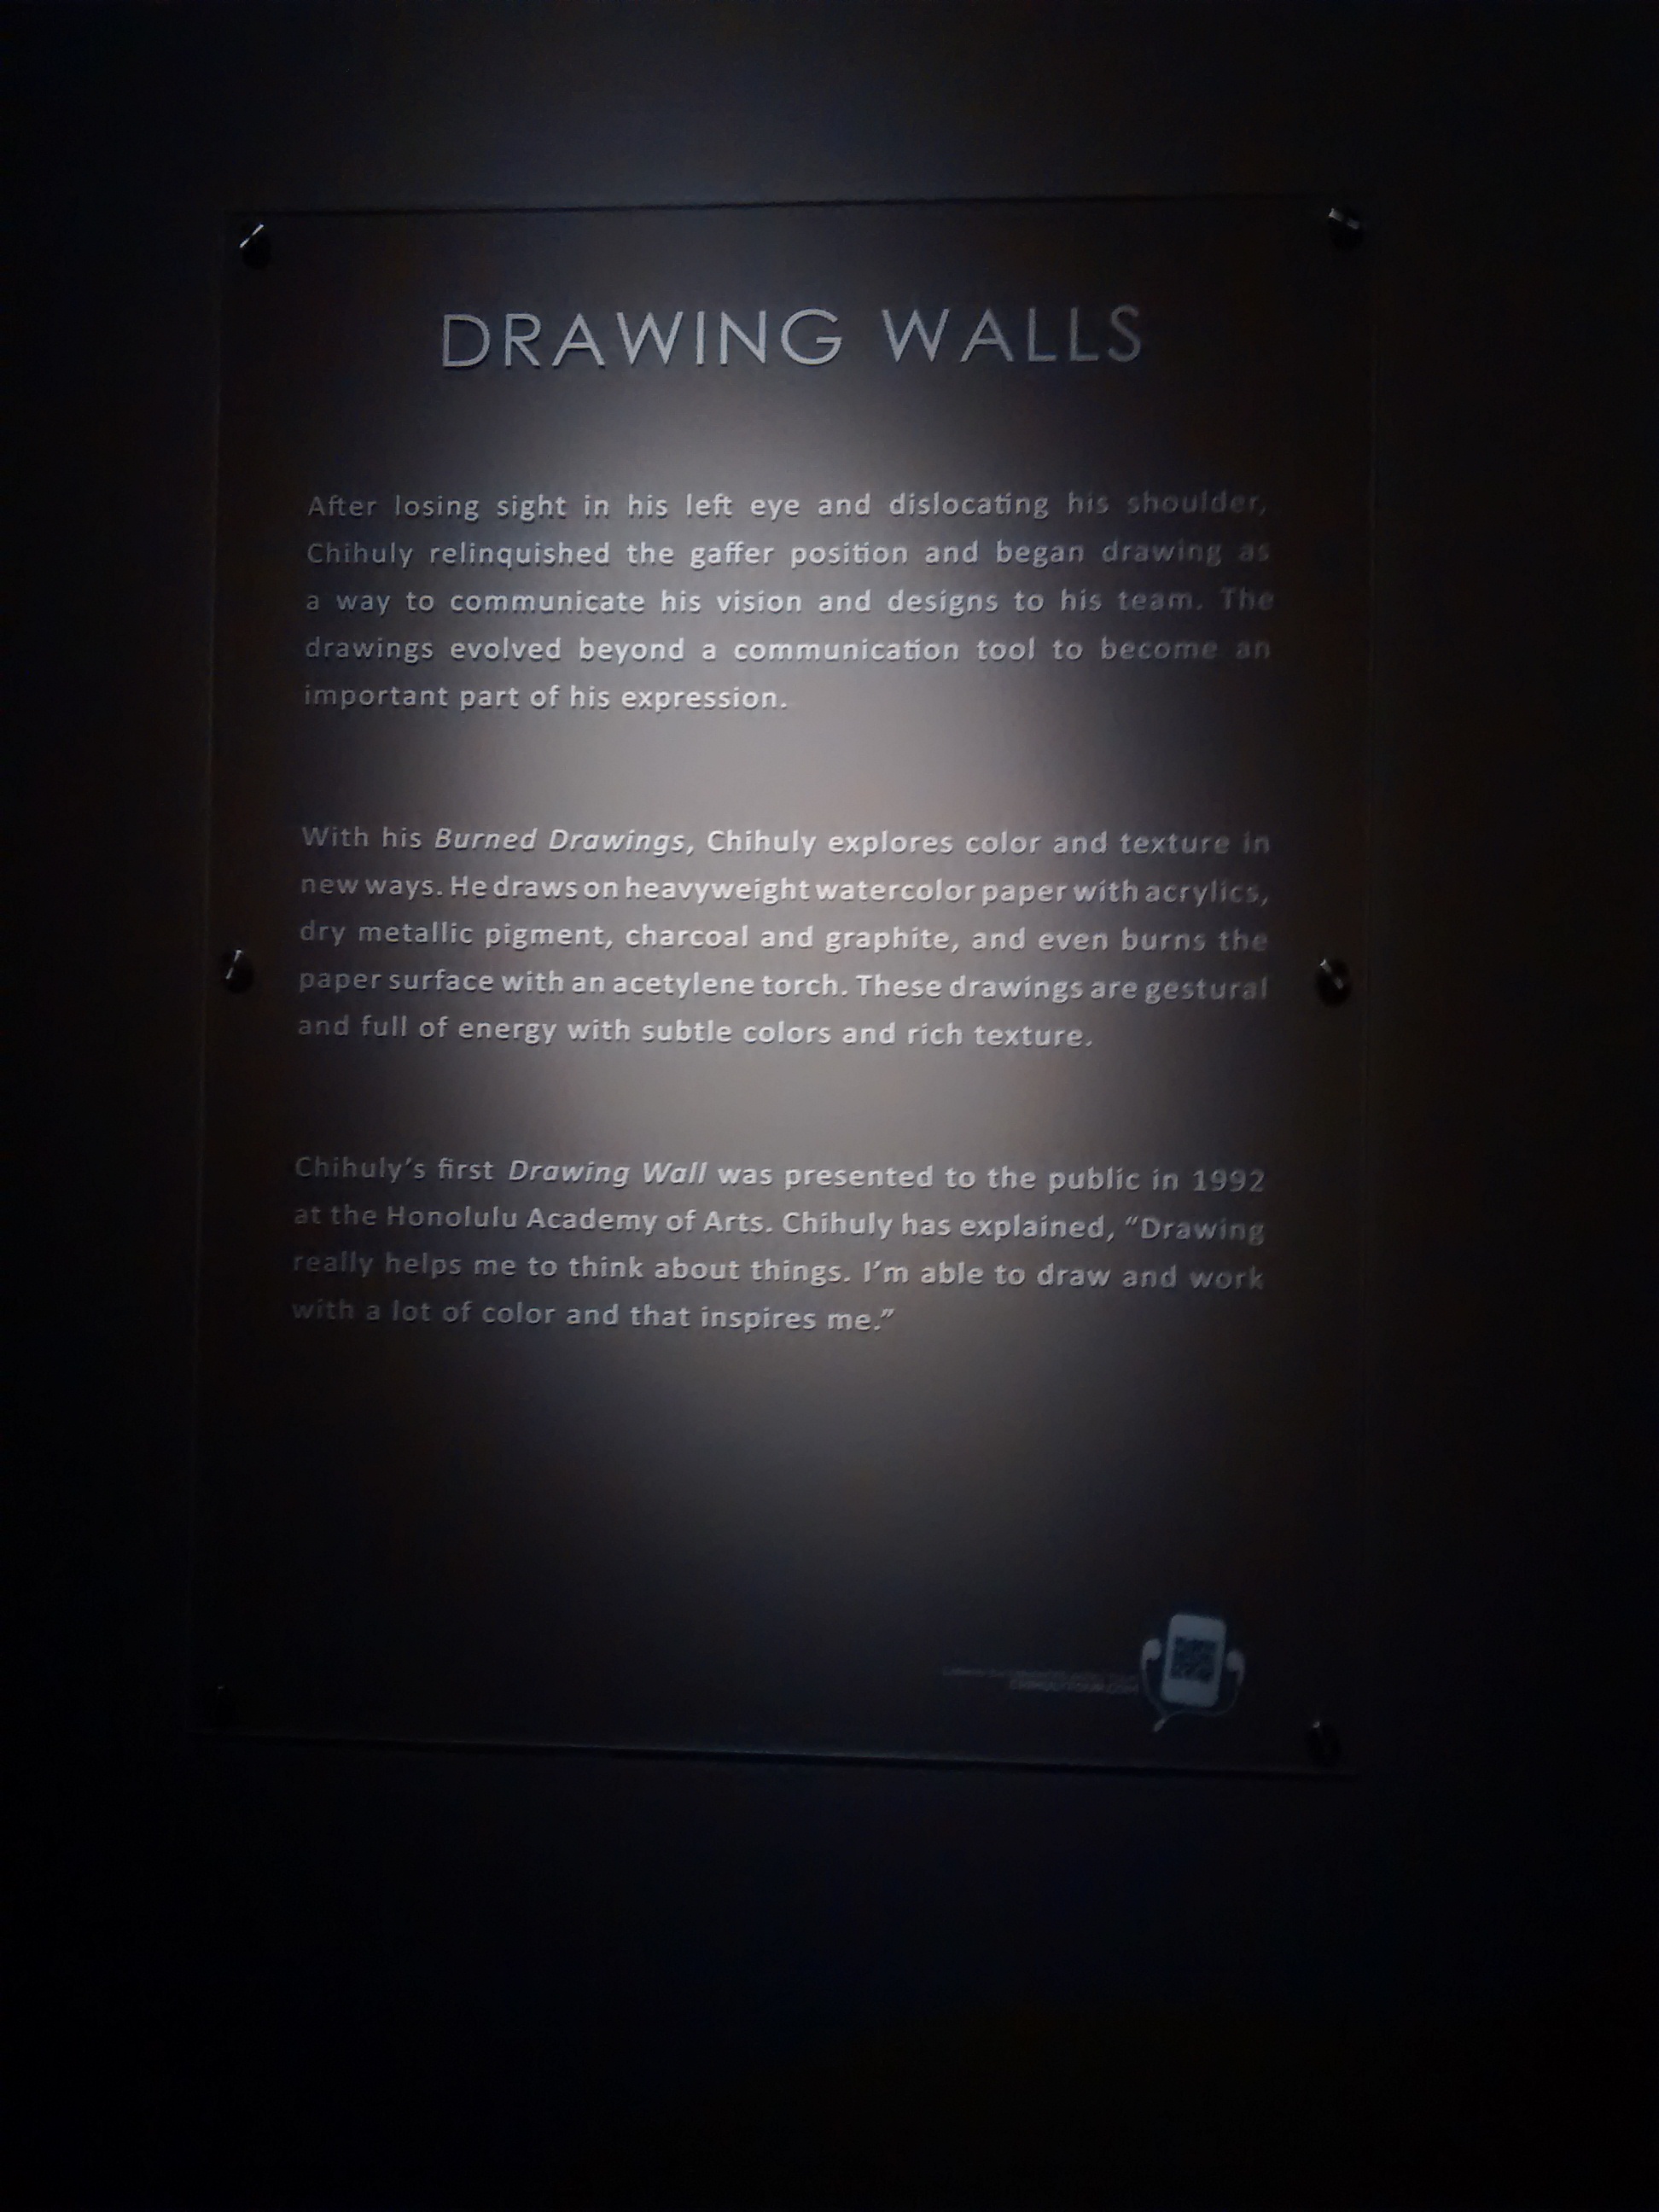 DRAWING WALLS
After losing sight in his left eye and dislocating his shoulder,
Chihuly relinquished the gaffer position and began drawing as
a way to communicate his vision and designs to his team. The
drawings evolved beyond a communication tool to become an
important part of his expression.
With his Burned Drawings, Chihuly explores color and texture in
new ways. He draws on heavyweight watercolor paper with acrylics,
dry metallic pigment, charcoal and graphite, and even burns the
paper surface with an acetylene torch. These drawings are gestural
and full of energy with subtle colors and rich texture.
Chihuly's first Drawing Wall was presented to the public in 1992
at the Honolulu Academy of Arts. Chihuly has explained, “Drawing
really helps me to think about things. I'm able to draw and work
with a lot of color and that inspires me.”